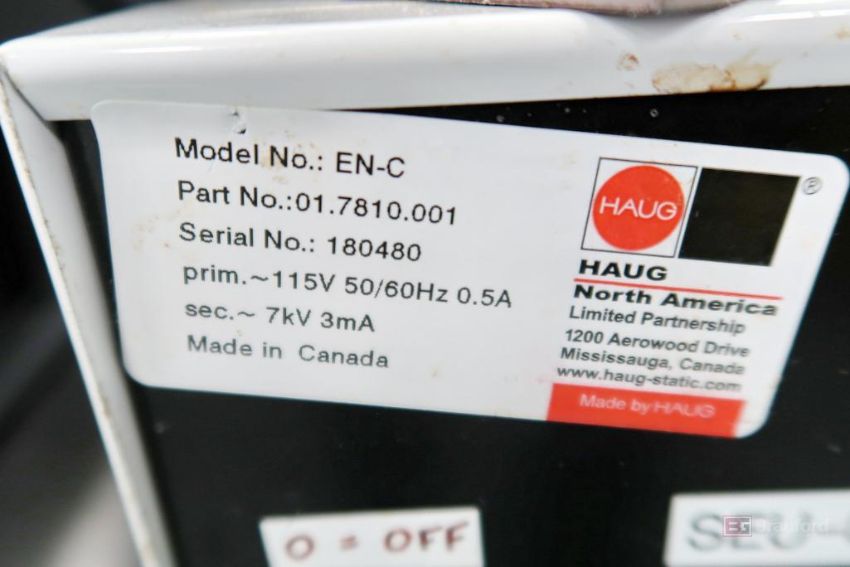 Model No.: EN-C
Part No.:01.7810.001
Serial No.: 180480
prim.~115V 50/60Hz 0.5A
sec.~ 7kV 3mA
Made in Canada
HAUG
®
HAUG
North America
Limited Partnership
1200 Aerowood Drive
Mississauga, Canada
www.haug-static.com
Made by HAUG
0 = OFF
SEU-
Branford